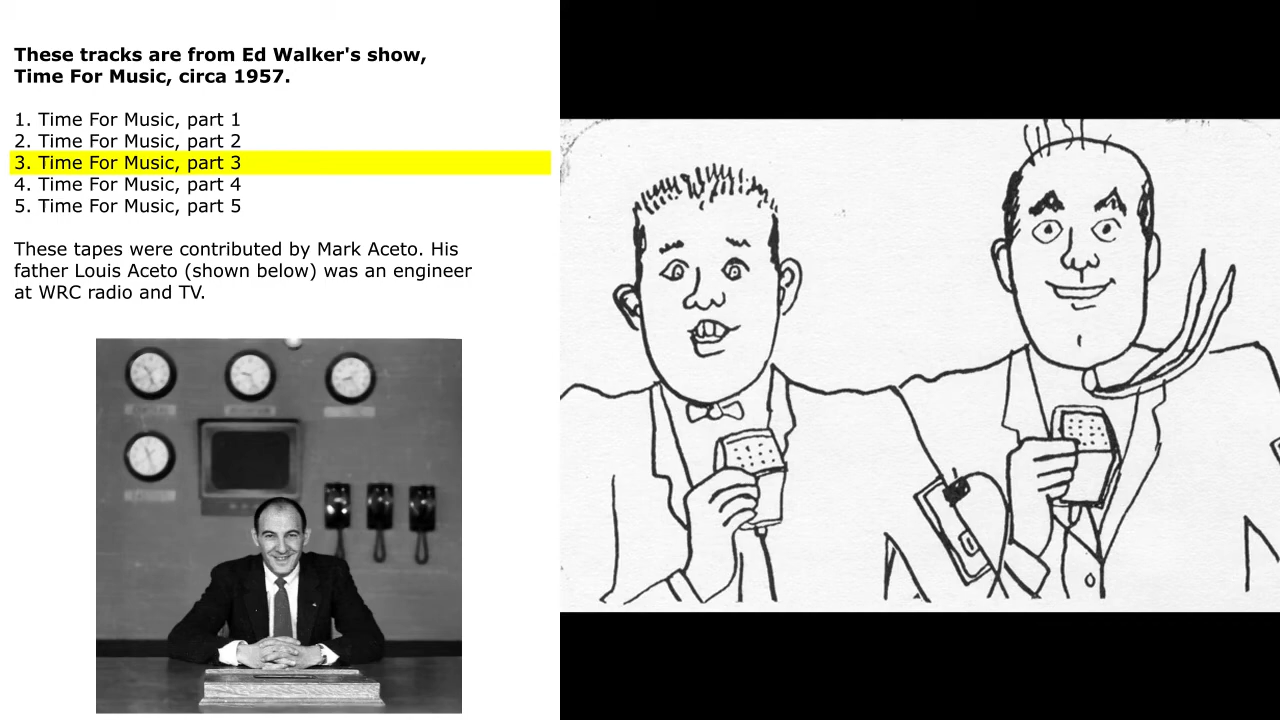 These tracks are from Ed Walker's show,
Time For Music, circa 1957.
1. Time For Music, part 1
2. Time For Music, part 2
3. Time For Music, part 3
4. Time For Music, part 4
5. Time For Music, part 5
These tapes were contributed by Mark Aceto. His
father Louis Aceto (shown below) was an engineer
at WRC radio and TV.